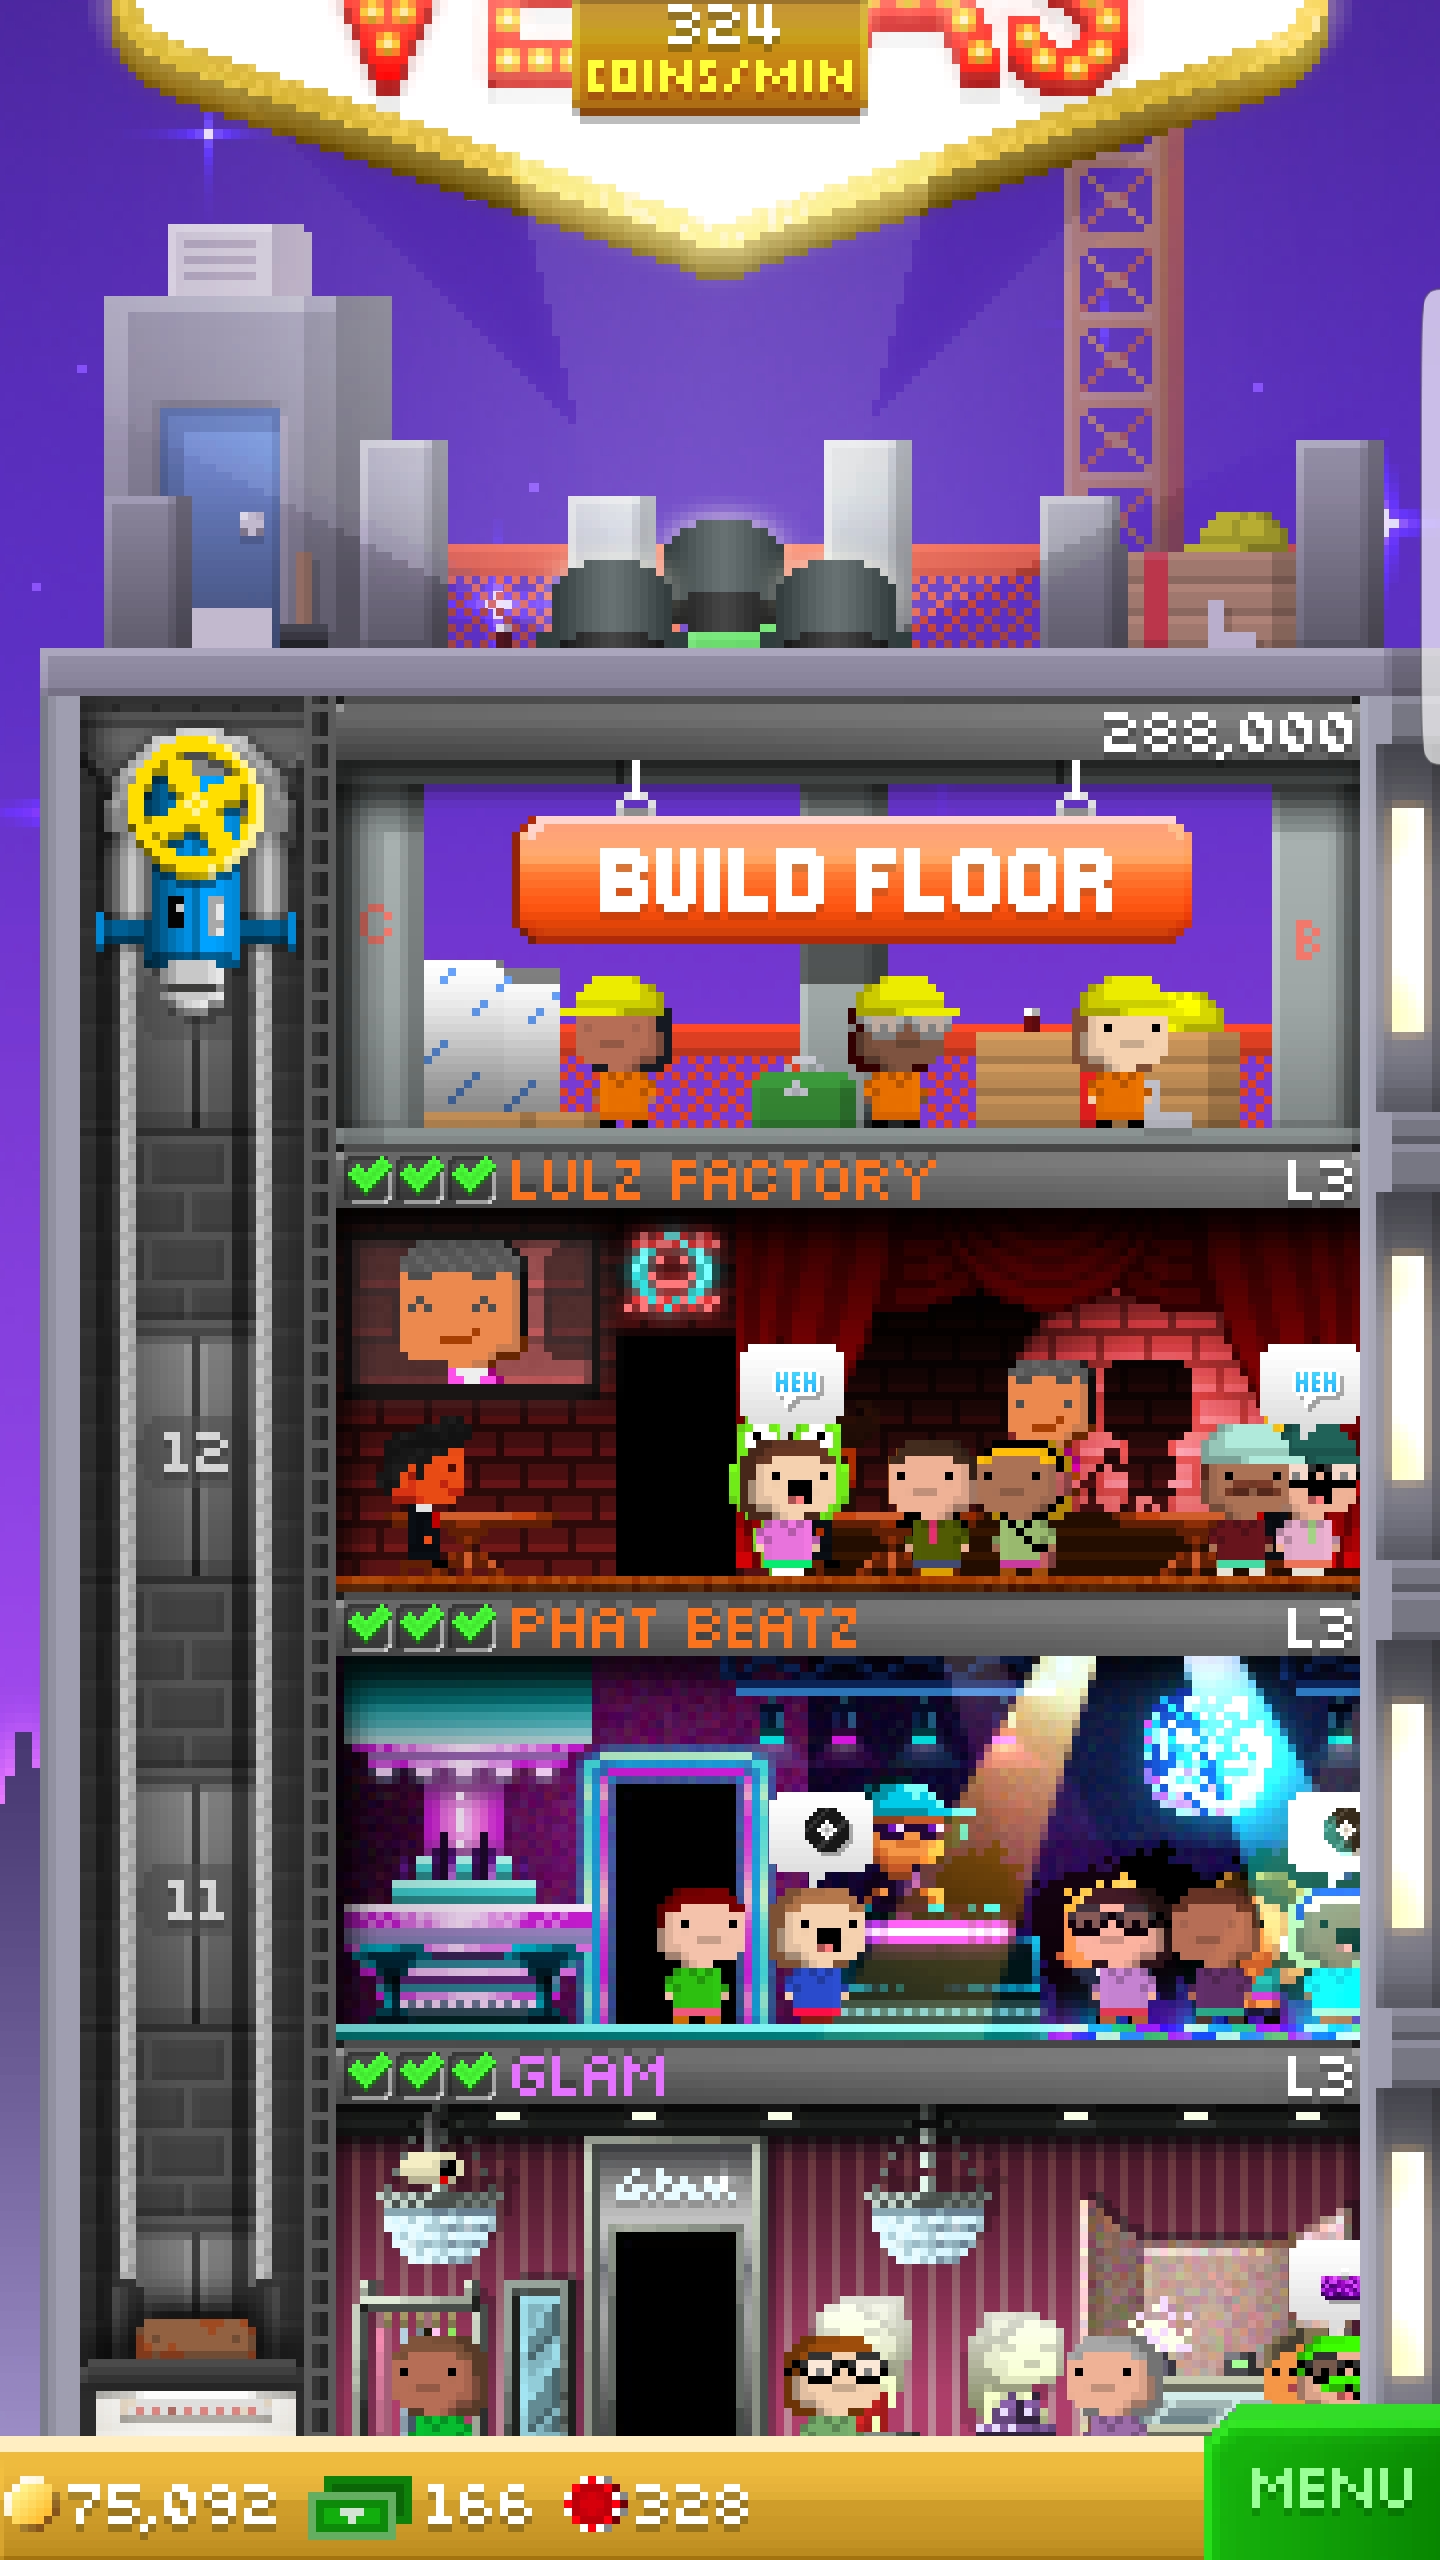 324
COINS/MIN
288,000
BUILD FLOOR
C
B
LULZ FACTORY L3
HEH
HEH
12
PHAT BEATZ L3
11
GLAM L3
Glam
75,092 166 328
MENU